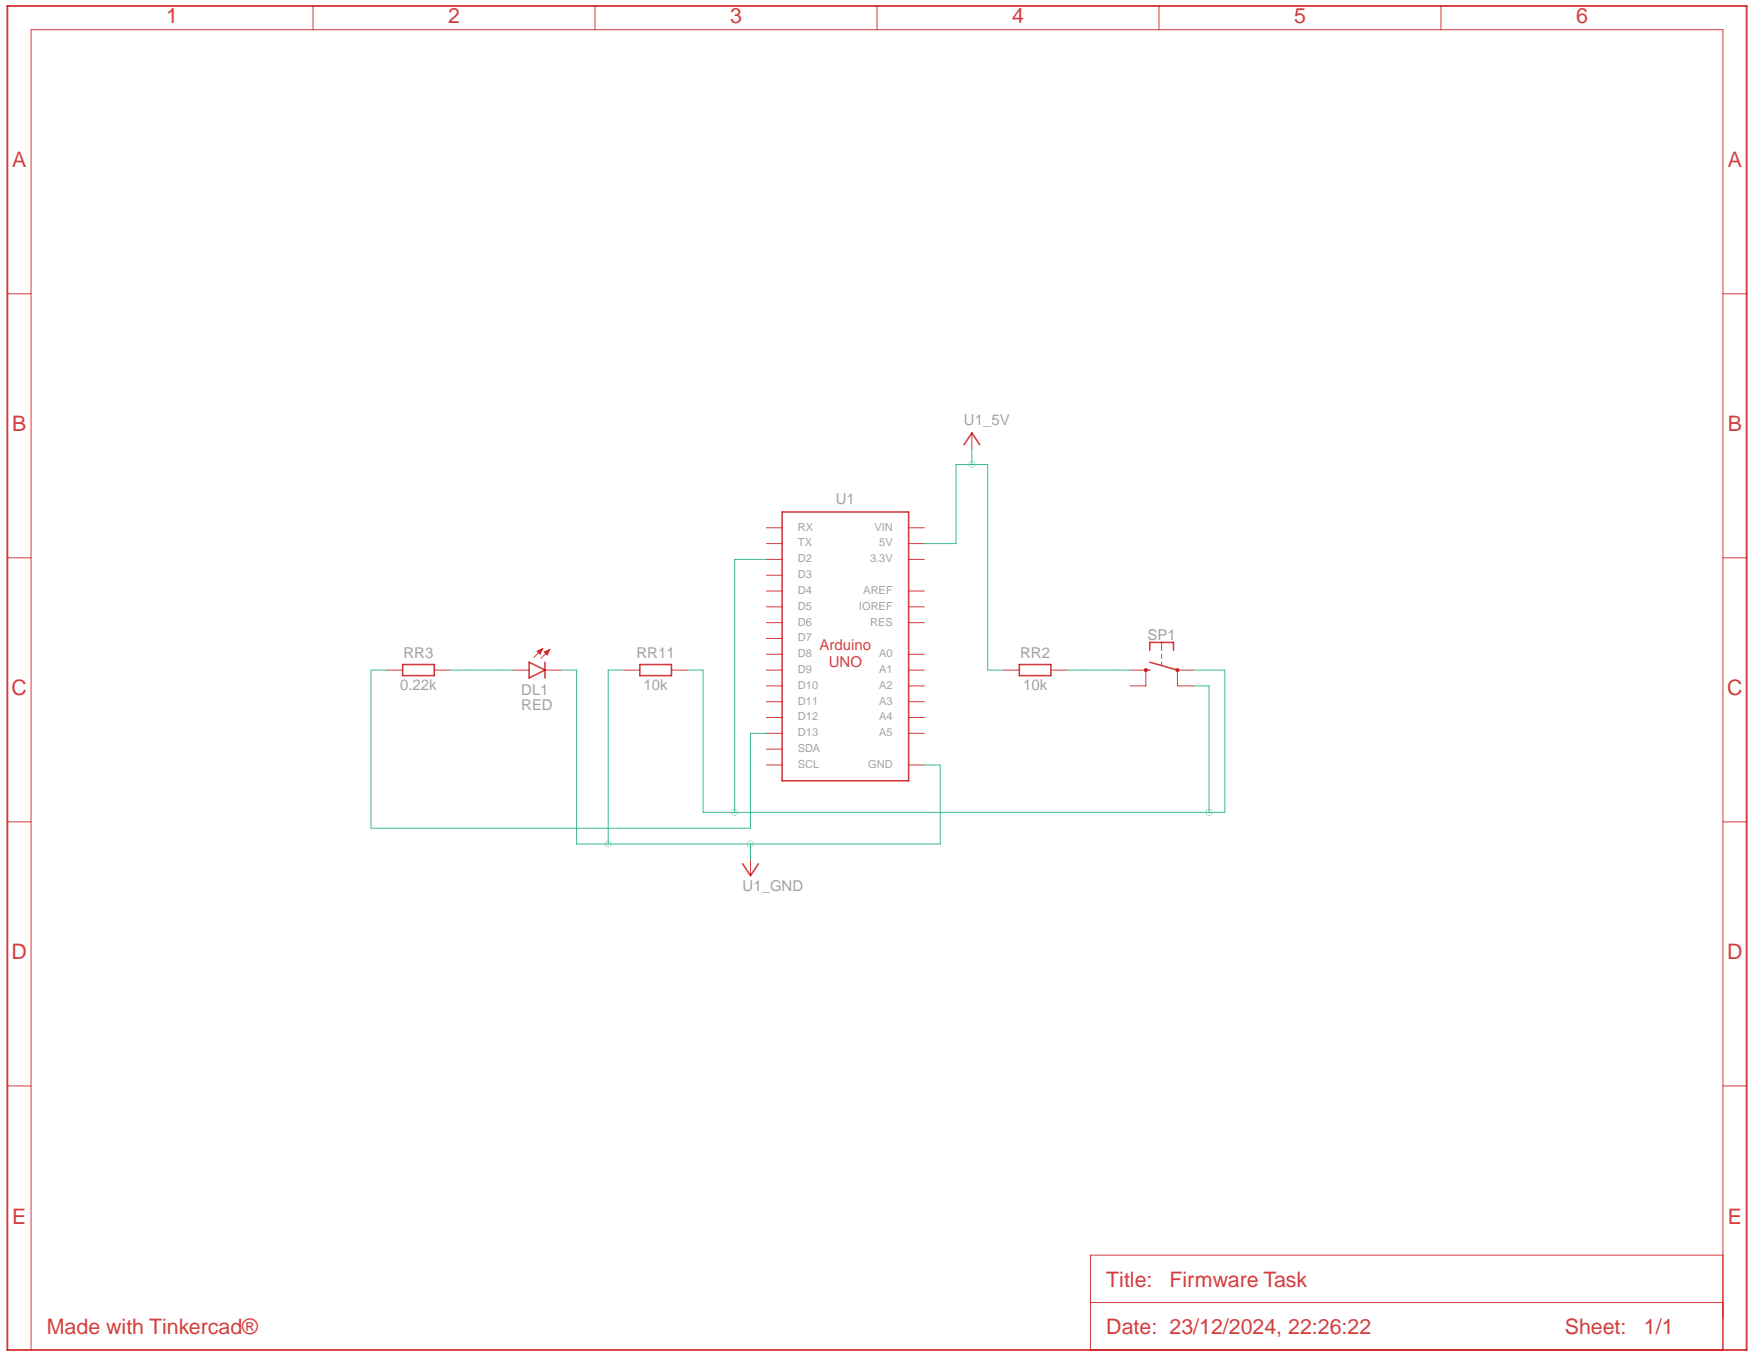 1 2 3 4 5 6
A A
U1_5V
B B
U1
RX VIN
TX 5V
D2 3.3V
D3
D4 AREF
D5 IOREF
D6 RES
D7
Arduino
UNO
D8 A0
D9 A1
D10 A2
D11 A3
D12 A4
D13 A5
SDA
SCL GND
RR3
0.22k
DL1
RED
RR11
10k
RR2
10k
SP1
C C
U1_GND
D D
E E
Title: Firmware Task
Date: 23/12/2024, 22:26:22 Sheet: 1/1
Made with Tinkercad®